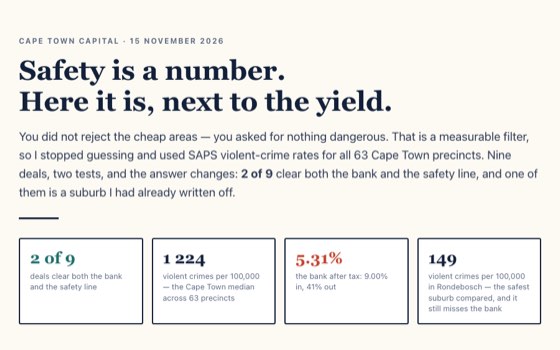 CAPE TOWN CAPITAL · 15 NOVEMBER 2026
Safety is a number.
Here it is, next to the yield.
You did not reject the cheap areas — you asked for nothing dangerous. That is a measurable filter,
so I stopped guessing and used SAPS violent-crime rates for all 63 Cape Town precincts. Nine
deals, two tests, and the answer changes: 2 of 9 clear both the bank and the safety line, and one of
them is a suburb I had already written off.
2 of 9
deals clear both the bank
and the safety line
1 224
violent crimes per 100,000
— the Cape Town median
across 63 precincts
5.31%
the bank after tax: 9.00%
in, 41% out
149
violent crimes per 100,000
in Rondebosch — the safest
suburb compared, and it
still misses the bank